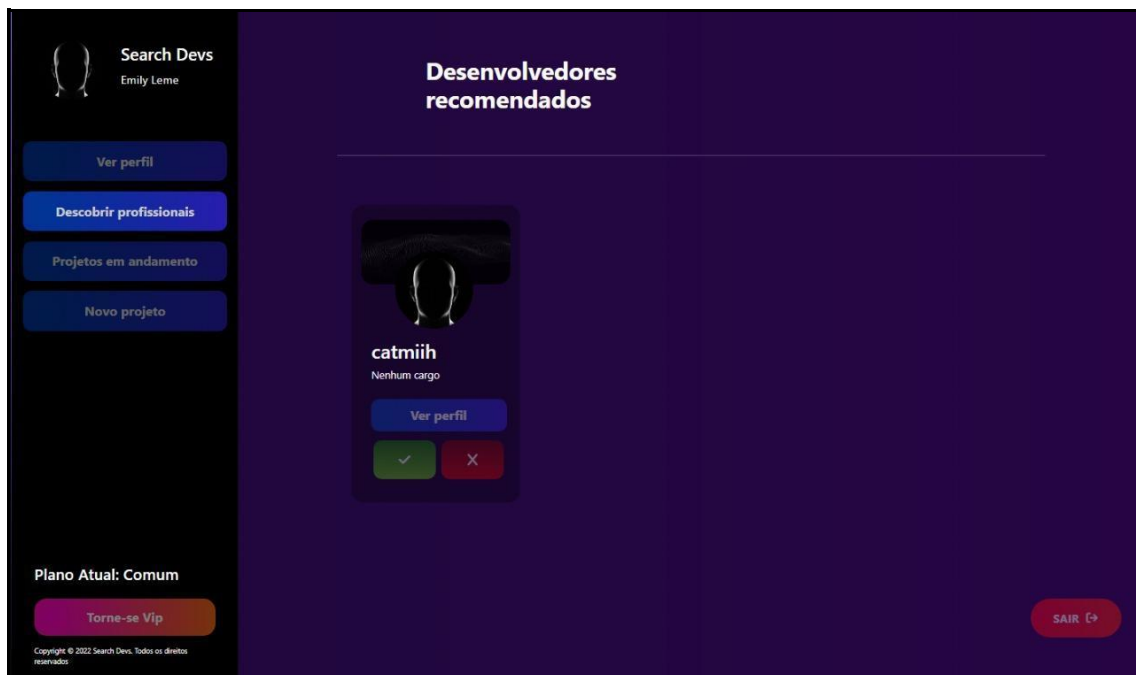 Search Devs
Emily Leme
Ver perfil
Descobrir profissionais
Projetos em andamento
Novo projeto
Plano Atual: Comum
Torne-se Vip
Copyright © 2022 Search Devs. Todos os direitos
reservados
Desenvolvedores
recomendados
catmiih
Nenhum cargo
Ver perfil
SAIR